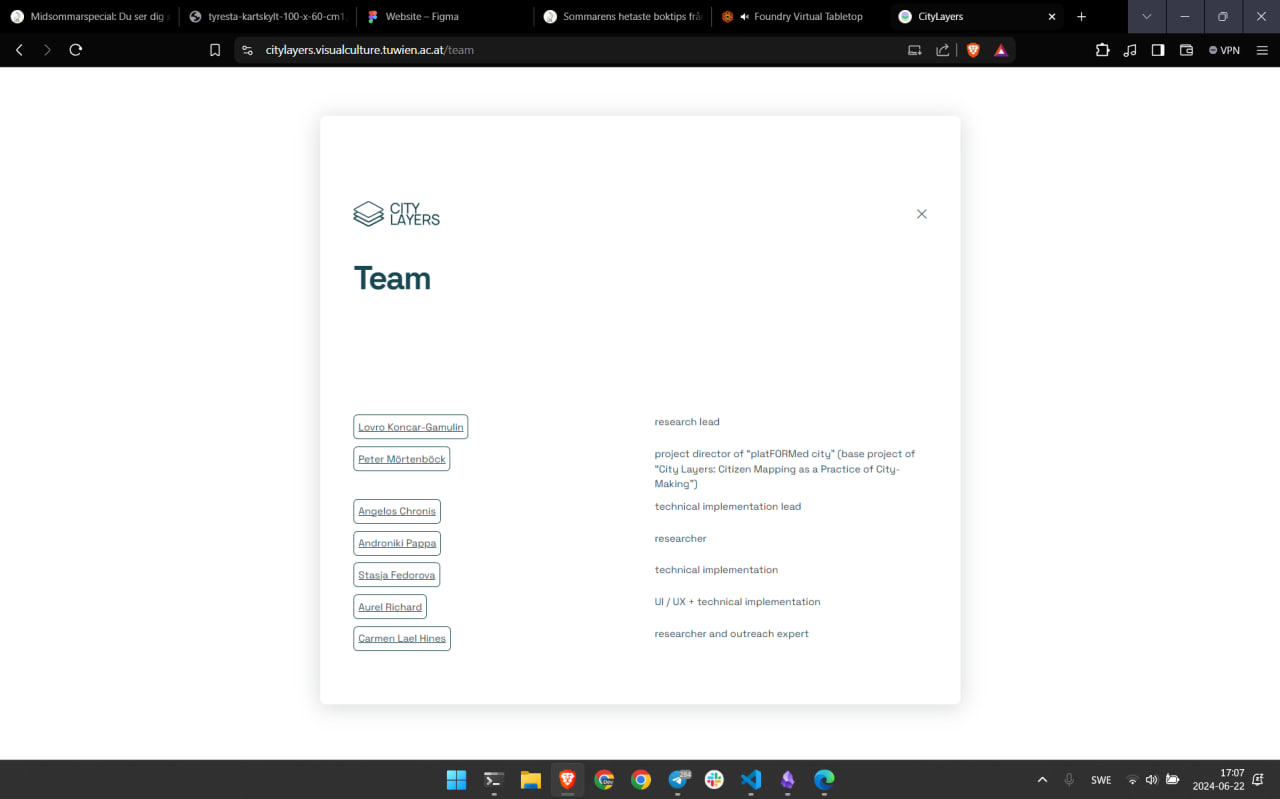 Midsommarspecial: Du ser dig s
tyresta-kartskylt-100-x-60-cm1.
Website – Figma
Sommarens hetaste boktips frå
Foundry Virtual Tabletop
CityLayers
citylayers.visualculture.tuwien.ac.at/team
VPN
CITY
LAYERS
Team
Lovro Koncar-Gamulin
research lead
Peter Mörtenböck
project director of “platFORMed city” (base project of
“City Layers: Citizen Mapping as a Practice of City-
Making”)
Angelos Chronis
technical implementation lead
Androniki Pappa
researcher
Stasja Fedorova
technical implementation
Aurel Richard
UI / UX + technical implementation
Carmen Lael Hines
researcher and outreach expert
Dev
SWE
17:07
2024-06-22